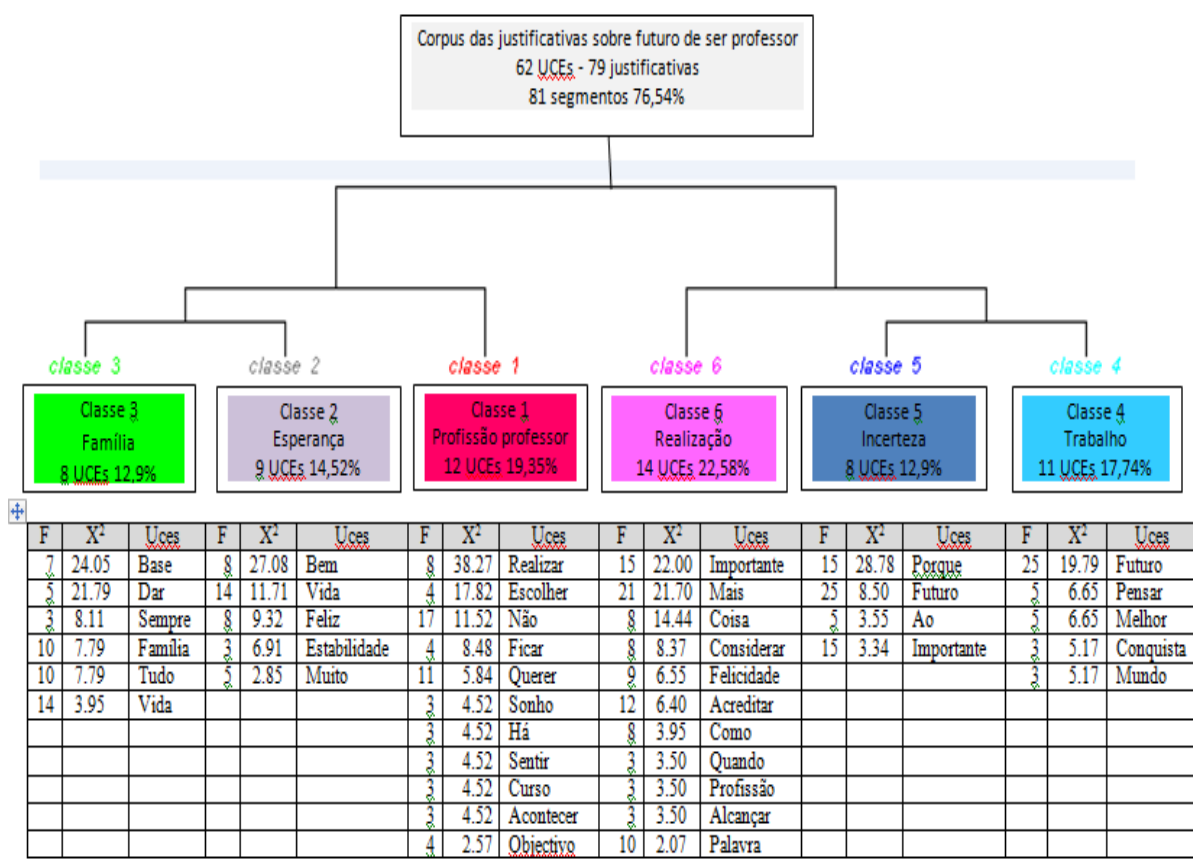 Corpus das justificativas sobre futuro de ser professor
62 UCEs - 79 justificativas
81 segmentos 76,54%
classe 3 classe 2 classe 1 classe 6 classe 5 classe 4
Classe 3
Família
8 UCEs 12,9%
Classe 2
Esperança
9 UCEs 14,52%
Classe 1
Profissão professor
12 UCEs 19,35%
Classe 6
Realização
14 UCEs 22,58%
Classe 5
Incerteza
8 UCEs 12,9%
Classe 4
Trabalho
11 UCEs 17,74%
F X² Uces F X² Uces F X² Uces F X² Uces F X² Uces F X² Uces
7 24.05 Base 8 27.08 Bem 8 38.27 Realizar 15 22.00 Importante 15 28.78 Porque 25 19.79 Futuro
5 21.79 Dar 14 11.71 Vida 4 17.82 Escolher 21 21.70 Mais 25 8.50 Futuro 5 6.65 Pensar
3 8.11 Sempre 8 9.32 Feliz 17 11.52 Não 8 14.44 Coisa 5 3.55 Ao 5 6.65 Melhor
10 7.79 Família 3 6.91 Estabilidade 4 8.48 Ficar 8 8.37 Considerar 15 3.34 Importante 3 5.17 Conquista
10 7.79 Tudo 5 2.85 Muito 11 5.84 Querer 9 6.55 Felicidade 3 5.17 Mundo
14 3.95 Vida 3 4.52 Sonho 12 6.40 Acreditar
3 4.52 Há 8 3.95 Como
3 4.52 Sentir 3 3.50 Quando
3 4.52 Curso 3 3.50 Profissão
3 4.52 Acontecer 3 3.50 Alcançar
4 2.57 Objectivo 10 2.07 Palavra